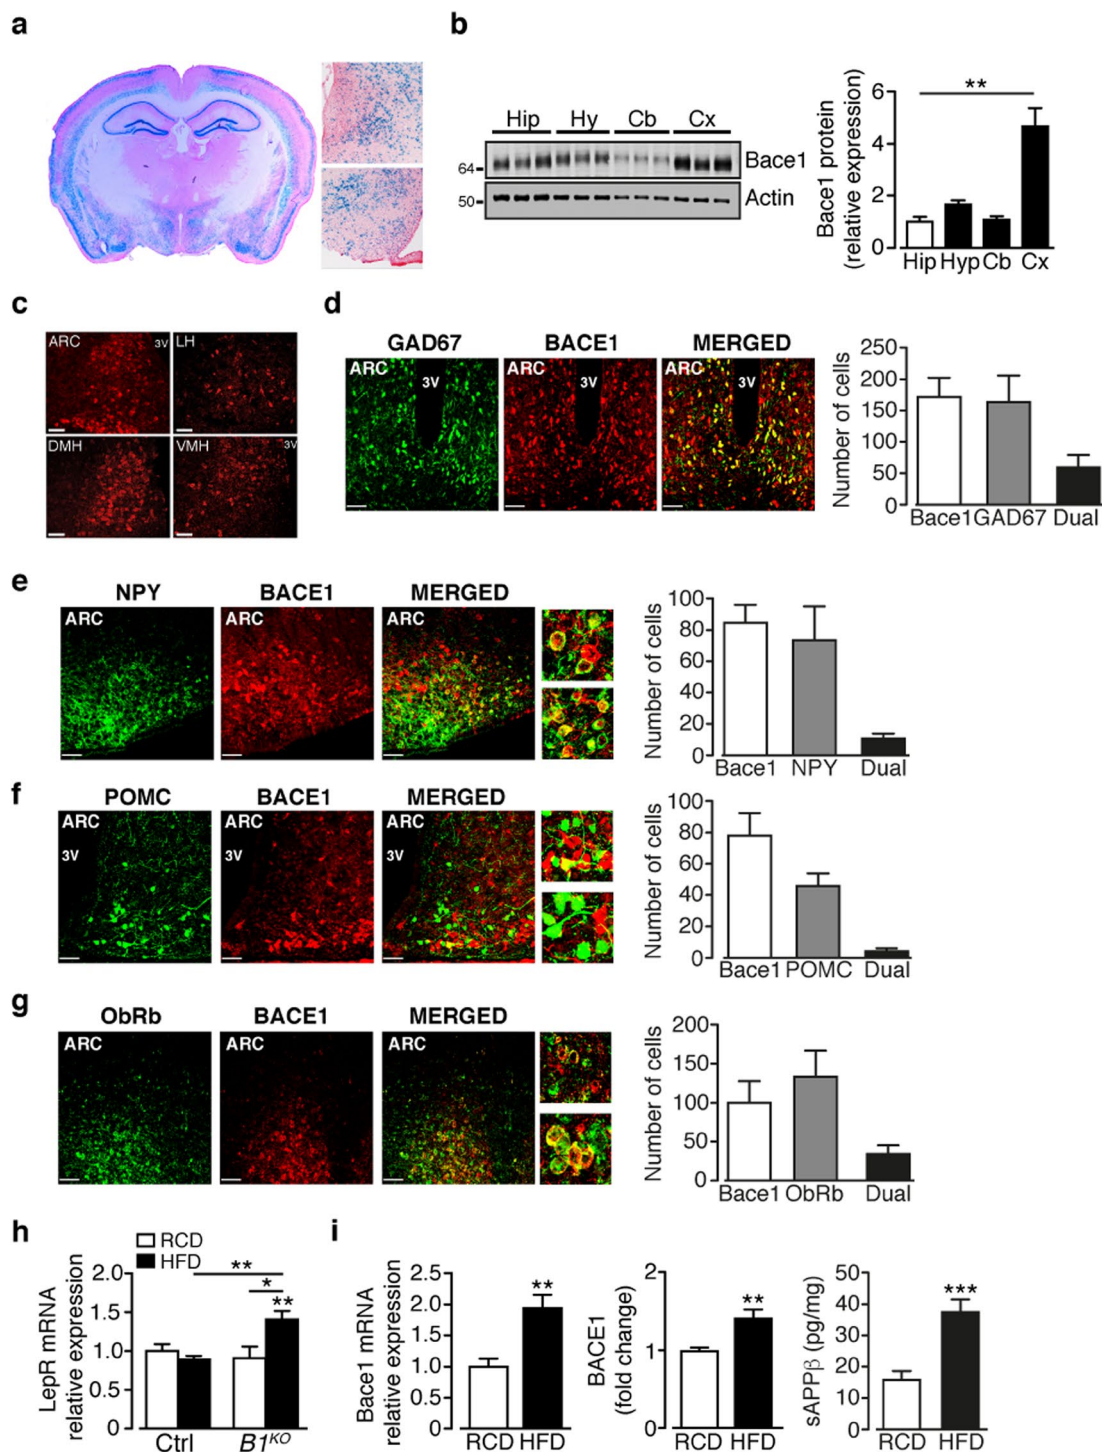 a
b
Hip Hy Cb Cx
64
Bace1
50
Actin
Bace1 protein
(relative expression)
6
4
2
0
**
Hip Hyp Cb Cx
c
ARC 3V
LH
DMH
VMH 3V
d
GAD67 BACE1 MERGED
ARC 3V
ARC 3V
ARC 3V
Number of cells
250
200
150
100
50
0
Bace1 GAD67 Dual
e
NPY BACE1 MERGED
ARC
ARC
ARC
Number of cells
100
80
60
40
20
0
Bace1 NPY Dual
f
POMC BACE1 MERGED
ARC 3V
ARC 3V
ARC 3V
Number of cells
100
80
60
40
20
0
Bace1 POMC Dual
g
ObRb BACE1 MERGED
ARC
ARC
ARC
Number of cells
200
150
100
50
0
Bace1 ObRb Dual
h
RCD
HFD
LepR mRNA
relative expression
2.0
1.5
1.0
0
**
*
**
Ctrl B1KO
i
Bace1 mRNA
relative expression
2.5
2.0
1.5
1.0
0.5
0
**
RCD HFD
BACE1
(fold change)
2
1
0
**
RCD HFD
sAPPβ (pg/mg)
50
40
30
20
10
0
***
RCD HFD